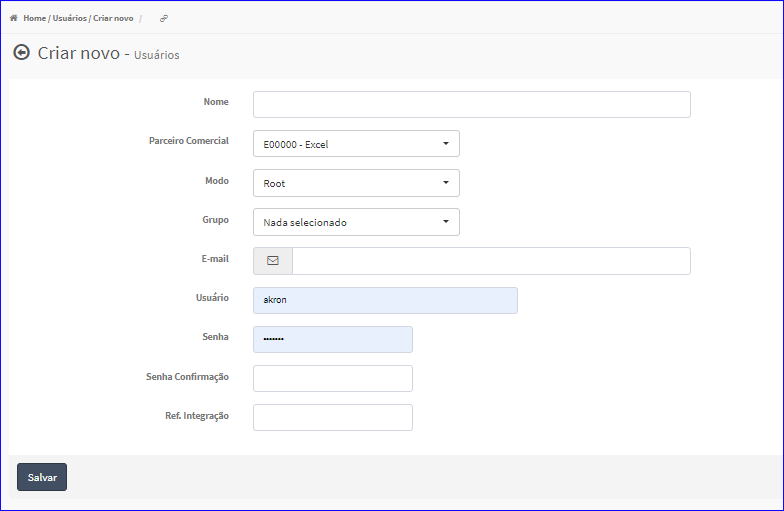 Home / Usuários / Criar novo /
Criar novo - Usuários
Nome
Parceiro Comercial E00000 - Excel
Modo Root
Grupo Nada selecionado
E-mail
Usuário akron
Senha •••••••
Senha Confirmação
Ref. Integração
Salvar